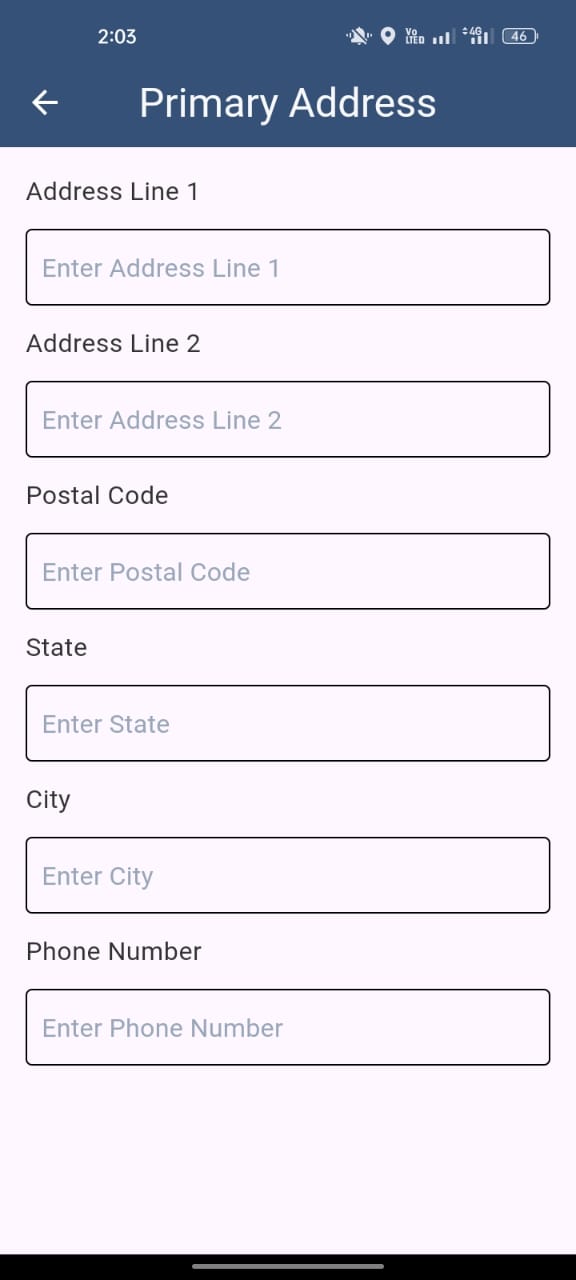 2:03
Vo
LTED
4G
46
Primary Address
Address Line 1
Enter Address Line 1
Address Line 2
Enter Address Line 2
Postal Code
Enter Postal Code
State
Enter State
City
Enter City
Phone Number
Enter Phone Number